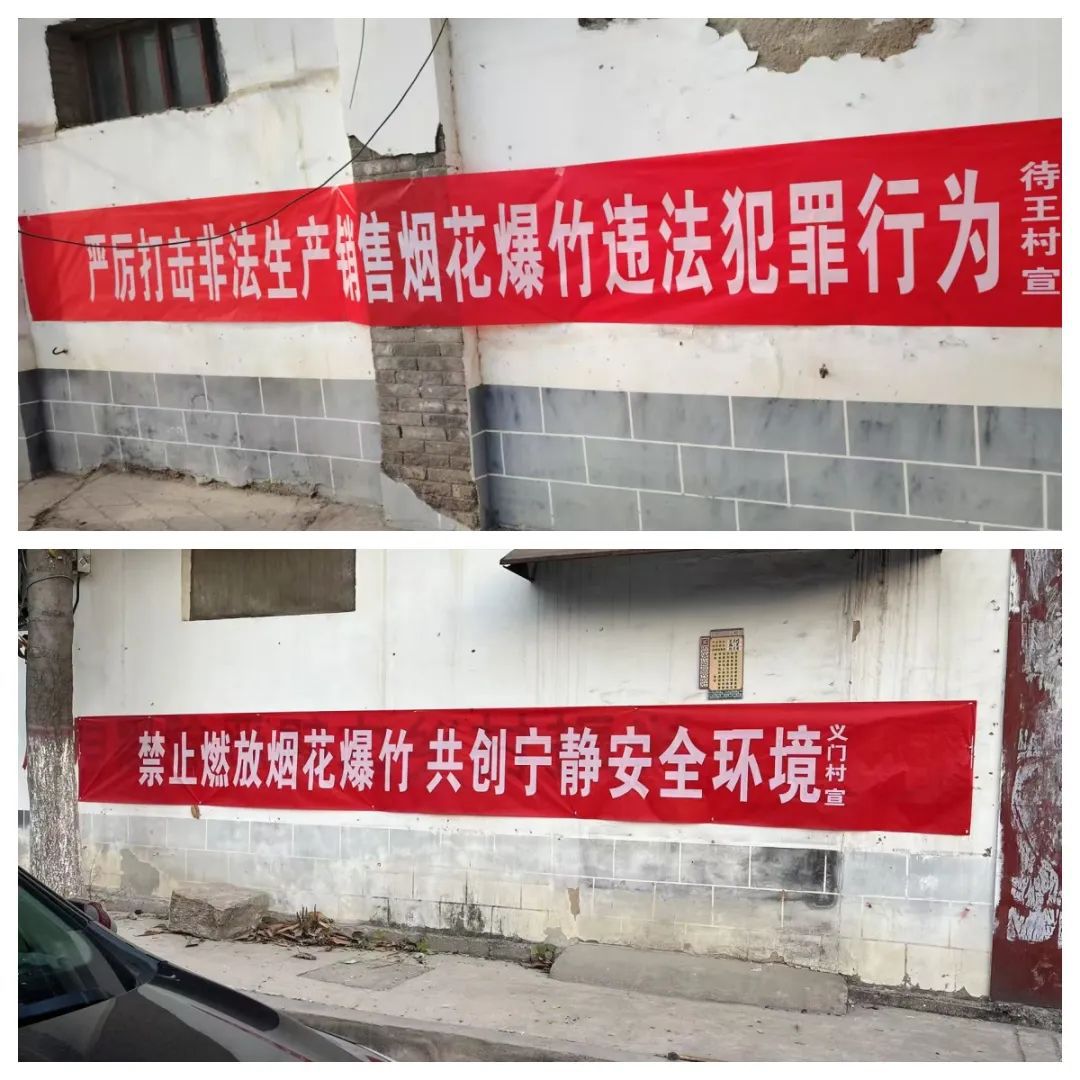 严厉打击非法生产销售烟花爆竹违法犯罪行为
待王村宣
禁止燃放烟花爆竹 共创宁静安全环境
义门村宣